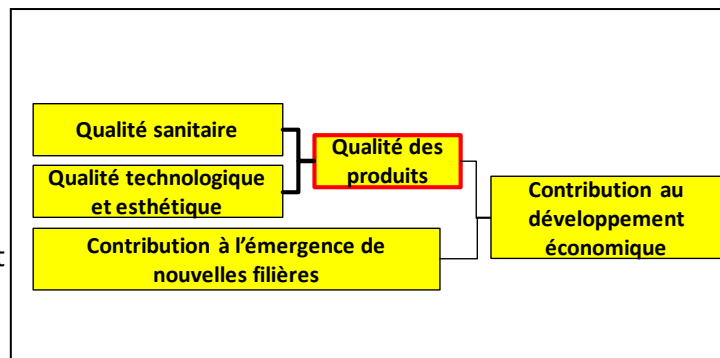 Qualité sanitaire
Qualité des
produits
Qualité technologique
et esthétique
Contribution au
développement
économique
Contribution à l’émergence de
nouvelles filières
t